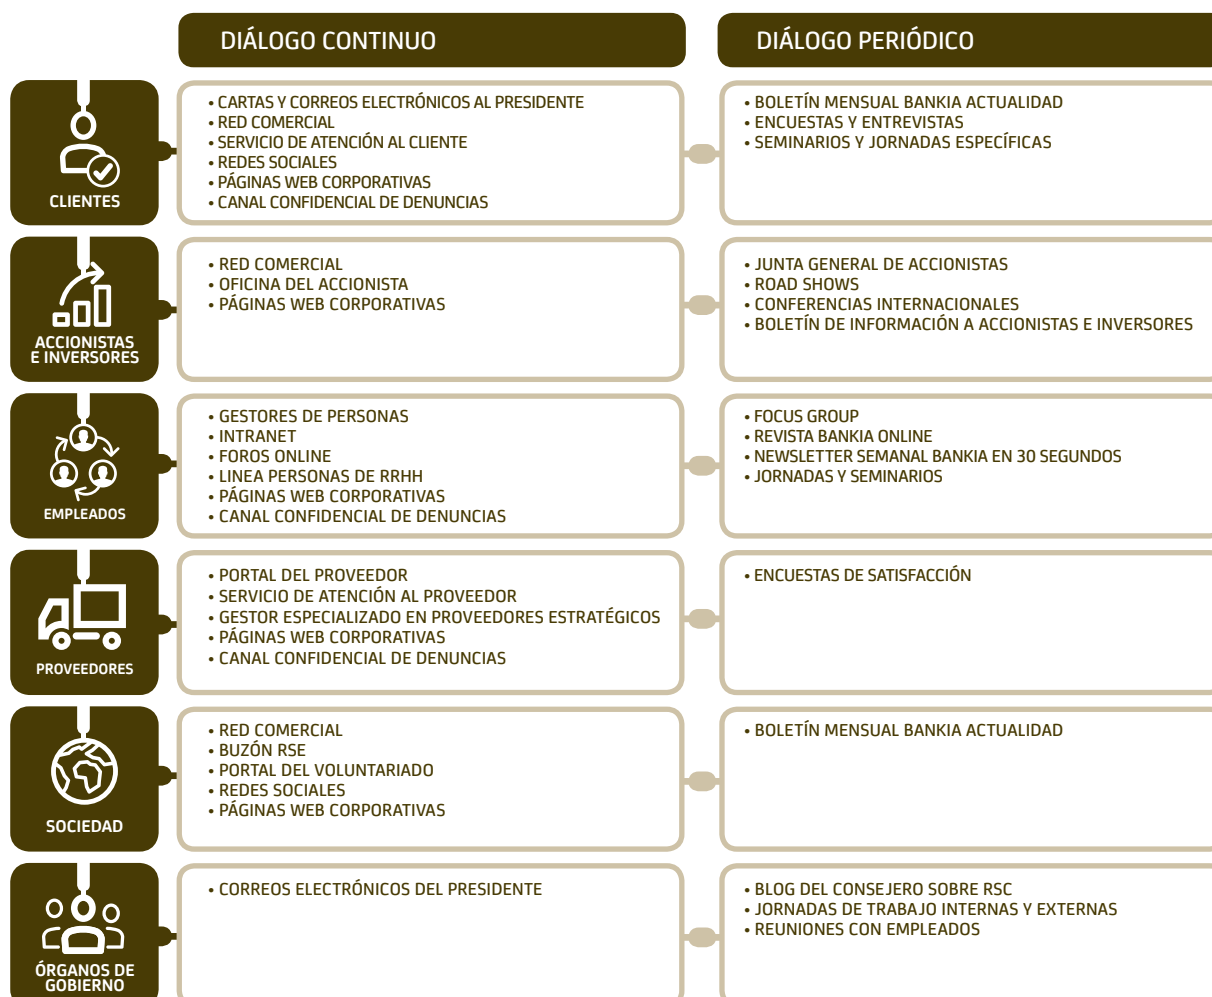 DIÁLOGO CONTINUO
DIÁLOGO PERIÓDICO
CLIENTES
• CARTAS Y CORREOS ELECTRÓNICOS AL PRESIDENTE
• RED COMERCIAL
• SERVICIO DE ATENCIÓN AL CLIENTE
• REDES SOCIALES
• PÁGINAS WEB CORPORATIVAS
• CANAL CONFIDENCIAL DE DENUNCIAS
• BOLETÍN MENSUAL BANKIA ACTUALIDAD
• ENCUESTAS Y ENTREVISTAS
• SEMINARIOS Y JORNADAS ESPECÍFICAS
ACCIONISTAS
E INVERSORES
• RED COMERCIAL
• OFICINA DEL ACCIONISTA
• PÁGINAS WEB CORPORATIVAS
• JUNTA GENERAL DE ACCIONISTAS
• ROAD SHOWS
• CONFERENCIAS INTERNACIONALES
• BOLETÍN DE INFORMACIÓN A ACCIONISTAS E INVERSORES
EMPLEADOS
• GESTORES DE PERSONAS
• INTRANET
• FOROS ONLINE
• LINEA PERSONAS DE RRHH
• PÁGINAS WEB CORPORATIVAS
• CANAL CONFIDENCIAL DE DENUNCIAS
• FOCUS GROUP
• REVISTA BANKIA ONLINE
• NEWSLETTER SEMANAL BANKIA EN 30 SEGUNDOS
• JORNADAS Y SEMINARIOS
PROVEEDORES
• PORTAL DEL PROVEEDOR
• SERVICIO DE ATENCIÓN AL PROVEEDOR
• GESTOR ESPECIALIZADO EN PROVEEDORES ESTRATÉGICOS
• PÁGINAS WEB CORPORATIVAS
• CANAL CONFIDENCIAL DE DENUNCIAS
• ENCUESTAS DE SATISFACCIÓN
SOCIEDAD
• RED COMERCIAL
• BUZÓN RSE
• PORTAL DEL VOLUNTARIADO
• REDES SOCIALES
• PÁGINAS WEB CORPORATIVAS
• BOLETÍN MENSUAL BANKIA ACTUALIDAD
ÓRGANOS DE
GOBIERNO
• CORREOS ELECTRÓNICOS DEL PRESIDENTE
• BLOG DEL CONSEJERO SOBRE RSC
• JORNADAS DE TRABAJO INTERNAS Y EXTERNAS
• REUNIONES CON EMPLEADOS